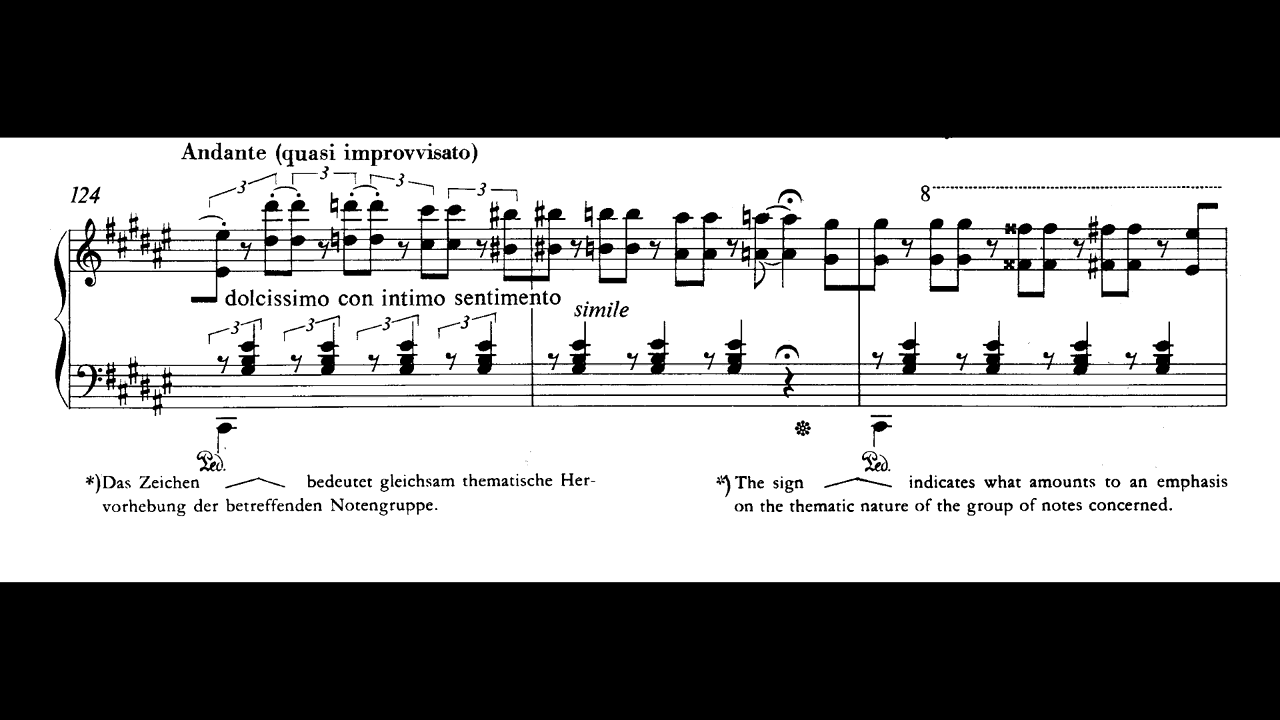 Andante (quasi improvvisato)
124
3 3 3 3
8
dolcissimo con intimo sentimento
simile
3 3 3 3
Ped. Ped.
*) Das Zeichen bedeutet gleichsam thematische Her-
vorhebung der betreffenden Notengruppe.
*) The sign indicates what amounts to an emphasis
on the thematic nature of the group of notes concerned.